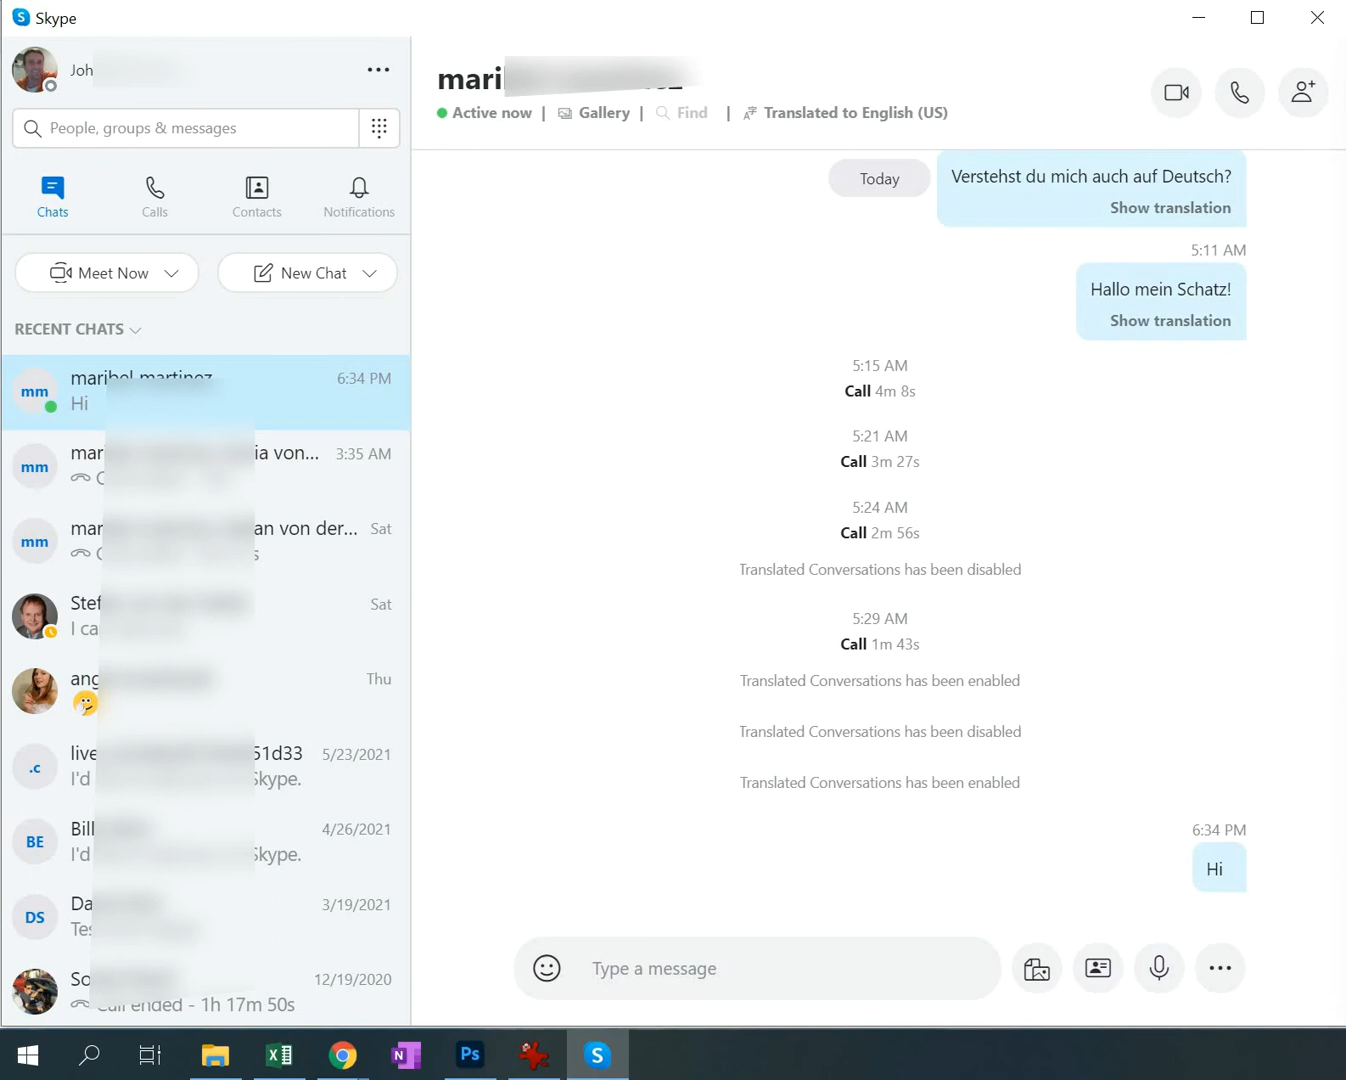 Skype
Joh
People, groups & messages
Chats
Calls
Contacts
Notifications
Meet Now
New Chat
RECENT CHATS
mm
maribel martinez
6:34 PM
Hi
mm
mar
ia von...
3:35 AM
mm
mar
an von der...
Sat
Stef
Sat
I ca
ang
Thu
.c
live
51d33
5/23/2021
I'd
Skype.
BE
Bill
4/26/2021
I'd
Skype.
DS
Da
3/19/2021
Tes
So
12/19/2020
Call ended - 1h 17m 50s
mari
Active now | Gallery | Find | Translated to English (US)
Today
Verstehst du mich auch auf Deutsch?
Show translation
5:11 AM
Hallo mein Schatz!
Show translation
5:15 AM
Call 4m 8s
5:21 AM
Call 3m 27s
5:24 AM
Call 2m 56s
Translated Conversations has been disabled
5:29 AM
Call 1m 43s
Translated Conversations has been enabled
Translated Conversations has been disabled
Translated Conversations has been enabled
6:34 PM
Hi
Type a message